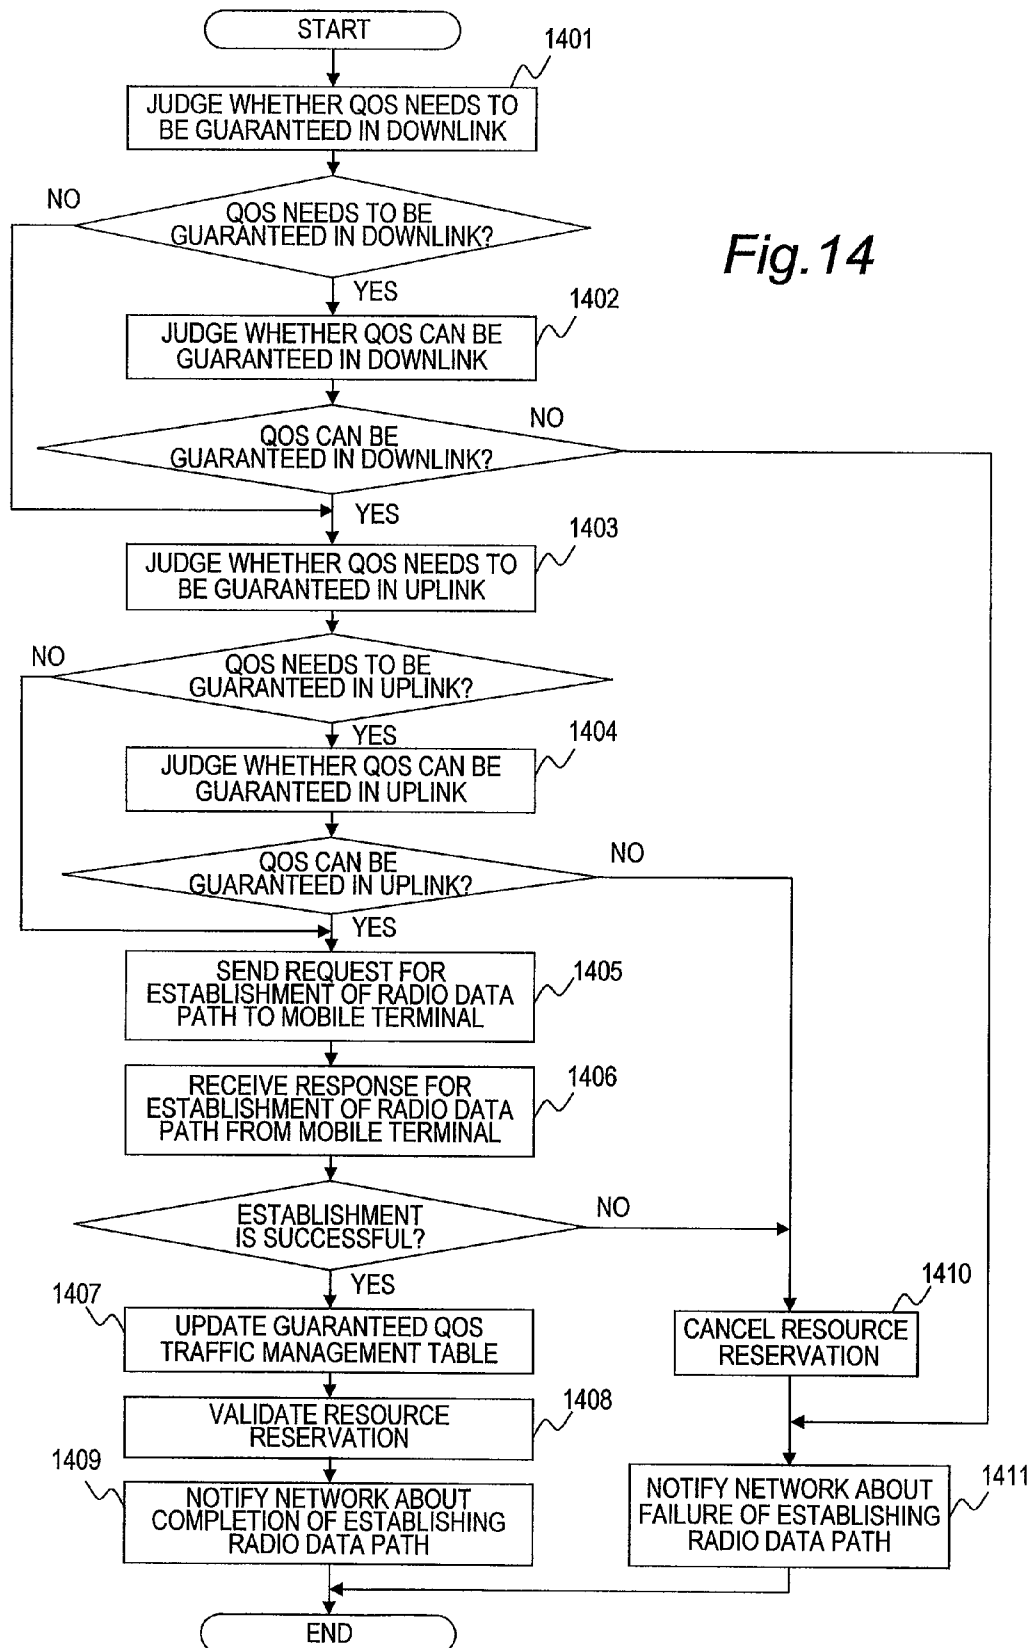 START
1401
JUDGE WHETHER QOS NEEDS TO
BE GUARANTEED IN DOWNLINK
NO
QOS NEEDS TO BE
GUARANTEED IN DOWNLINK?
Fig.14
YES
1402
JUDGE WHETHER QOS CAN BE
GUARANTEED IN DOWNLINK
NO
QOS CAN BE
GUARANTEED IN DOWNLINK?
YES
1403
JUDGE WHETHER QOS NEEDS TO
BE GUARANTEED IN UPLINK
NO
QOS NEEDS TO BE
GUARANTEED IN UPLINK?
YES
1404
JUDGE WHETHER QOS CAN BE
GUARANTEED IN UPLINK
QOS CAN BE
GUARANTEED IN UPLINK?
NO
YES
SEND REQUEST FOR
ESTABLISHMENT OF RADIO DATA
PATH TO MOBILE TERMINAL
1405
RECEIVE RESPONSE FOR
ESTABLISHMENT OF RADIO DATA
PATH FROM MOBILE TERMINAL
1406
ESTABLISHMENT
IS SUCCESSFUL?
NO
YES
1407
UPDATE GUARANTEED QOS
TRAFFIC MANAGEMENT TABLE
1410
CANCEL RESOURCE
RESERVATION
VALIDATE RESOURCE
RESERVATION
1408
1409
NOTIFY NETWORK ABOUT
COMPLETION OF ESTABLISHING
RADIO DATA PATH
NOTIFY NETWORK ABOUT
FAILURE OF ESTABLISHING
RADIO DATA PATH
1411
END